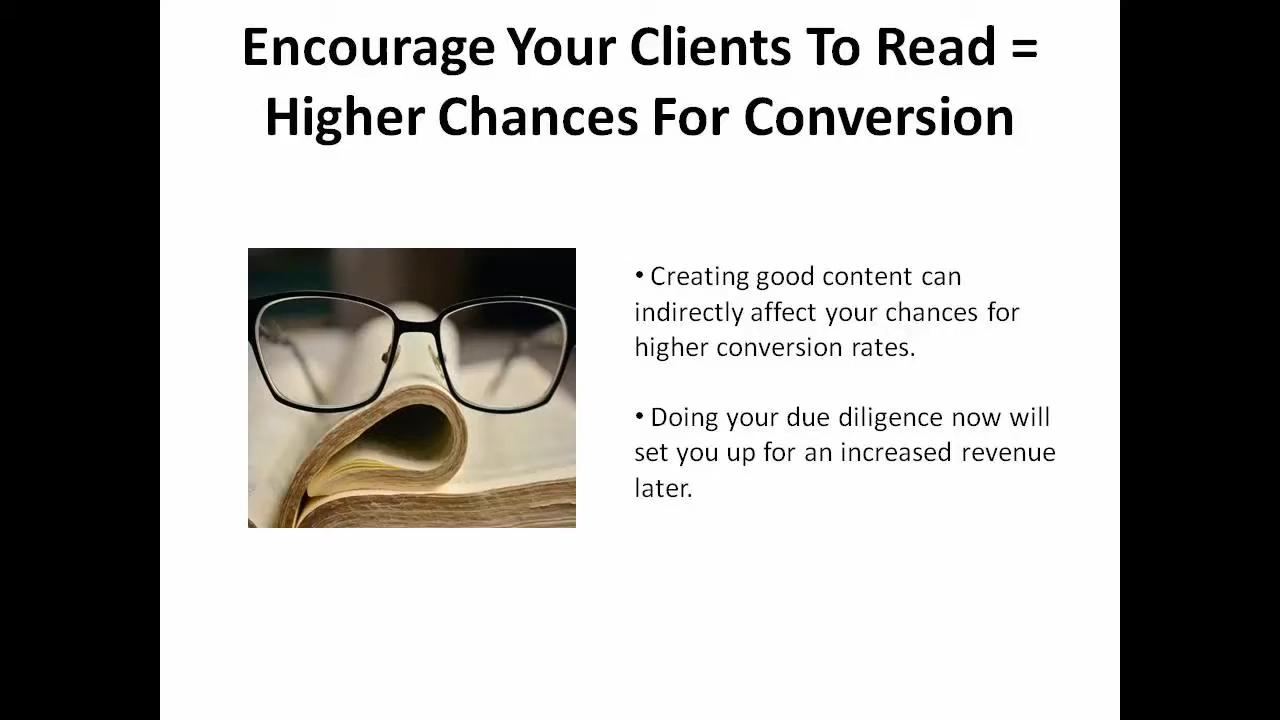 Encourage Your Clients To Read =
Higher Chances For Conversion
• Creating good content can
indirectly affect your chances for
higher conversion rates.
• Doing your due diligence now will
set you up for an increased revenue
later.